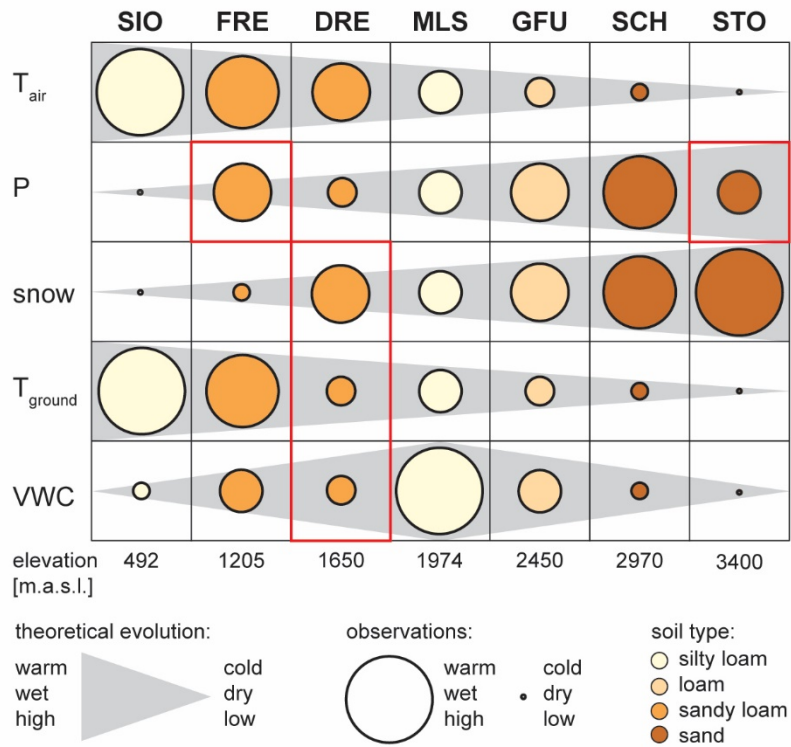 SIO FRE DRE MLS GFU SCH STO
T_air
P
snow
T_ground
VWC
elevation 492 1205 1650 1974 2450 2970 3400
[m.a.s.l.]
theoretical evolution: observations: soil type:
warm cold warm cold silty loam
wet dry wet dry loam
high low high low sandy loam
sand